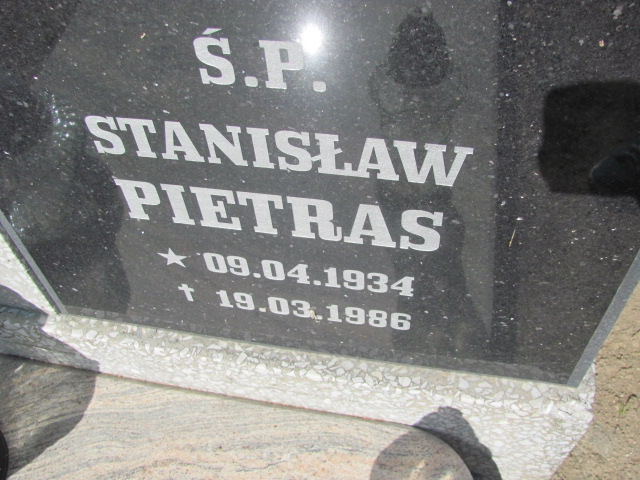 Ś.P.
STANISŁAW
PIETRAS
★ 09.04.1934
✝ 19.03.1986